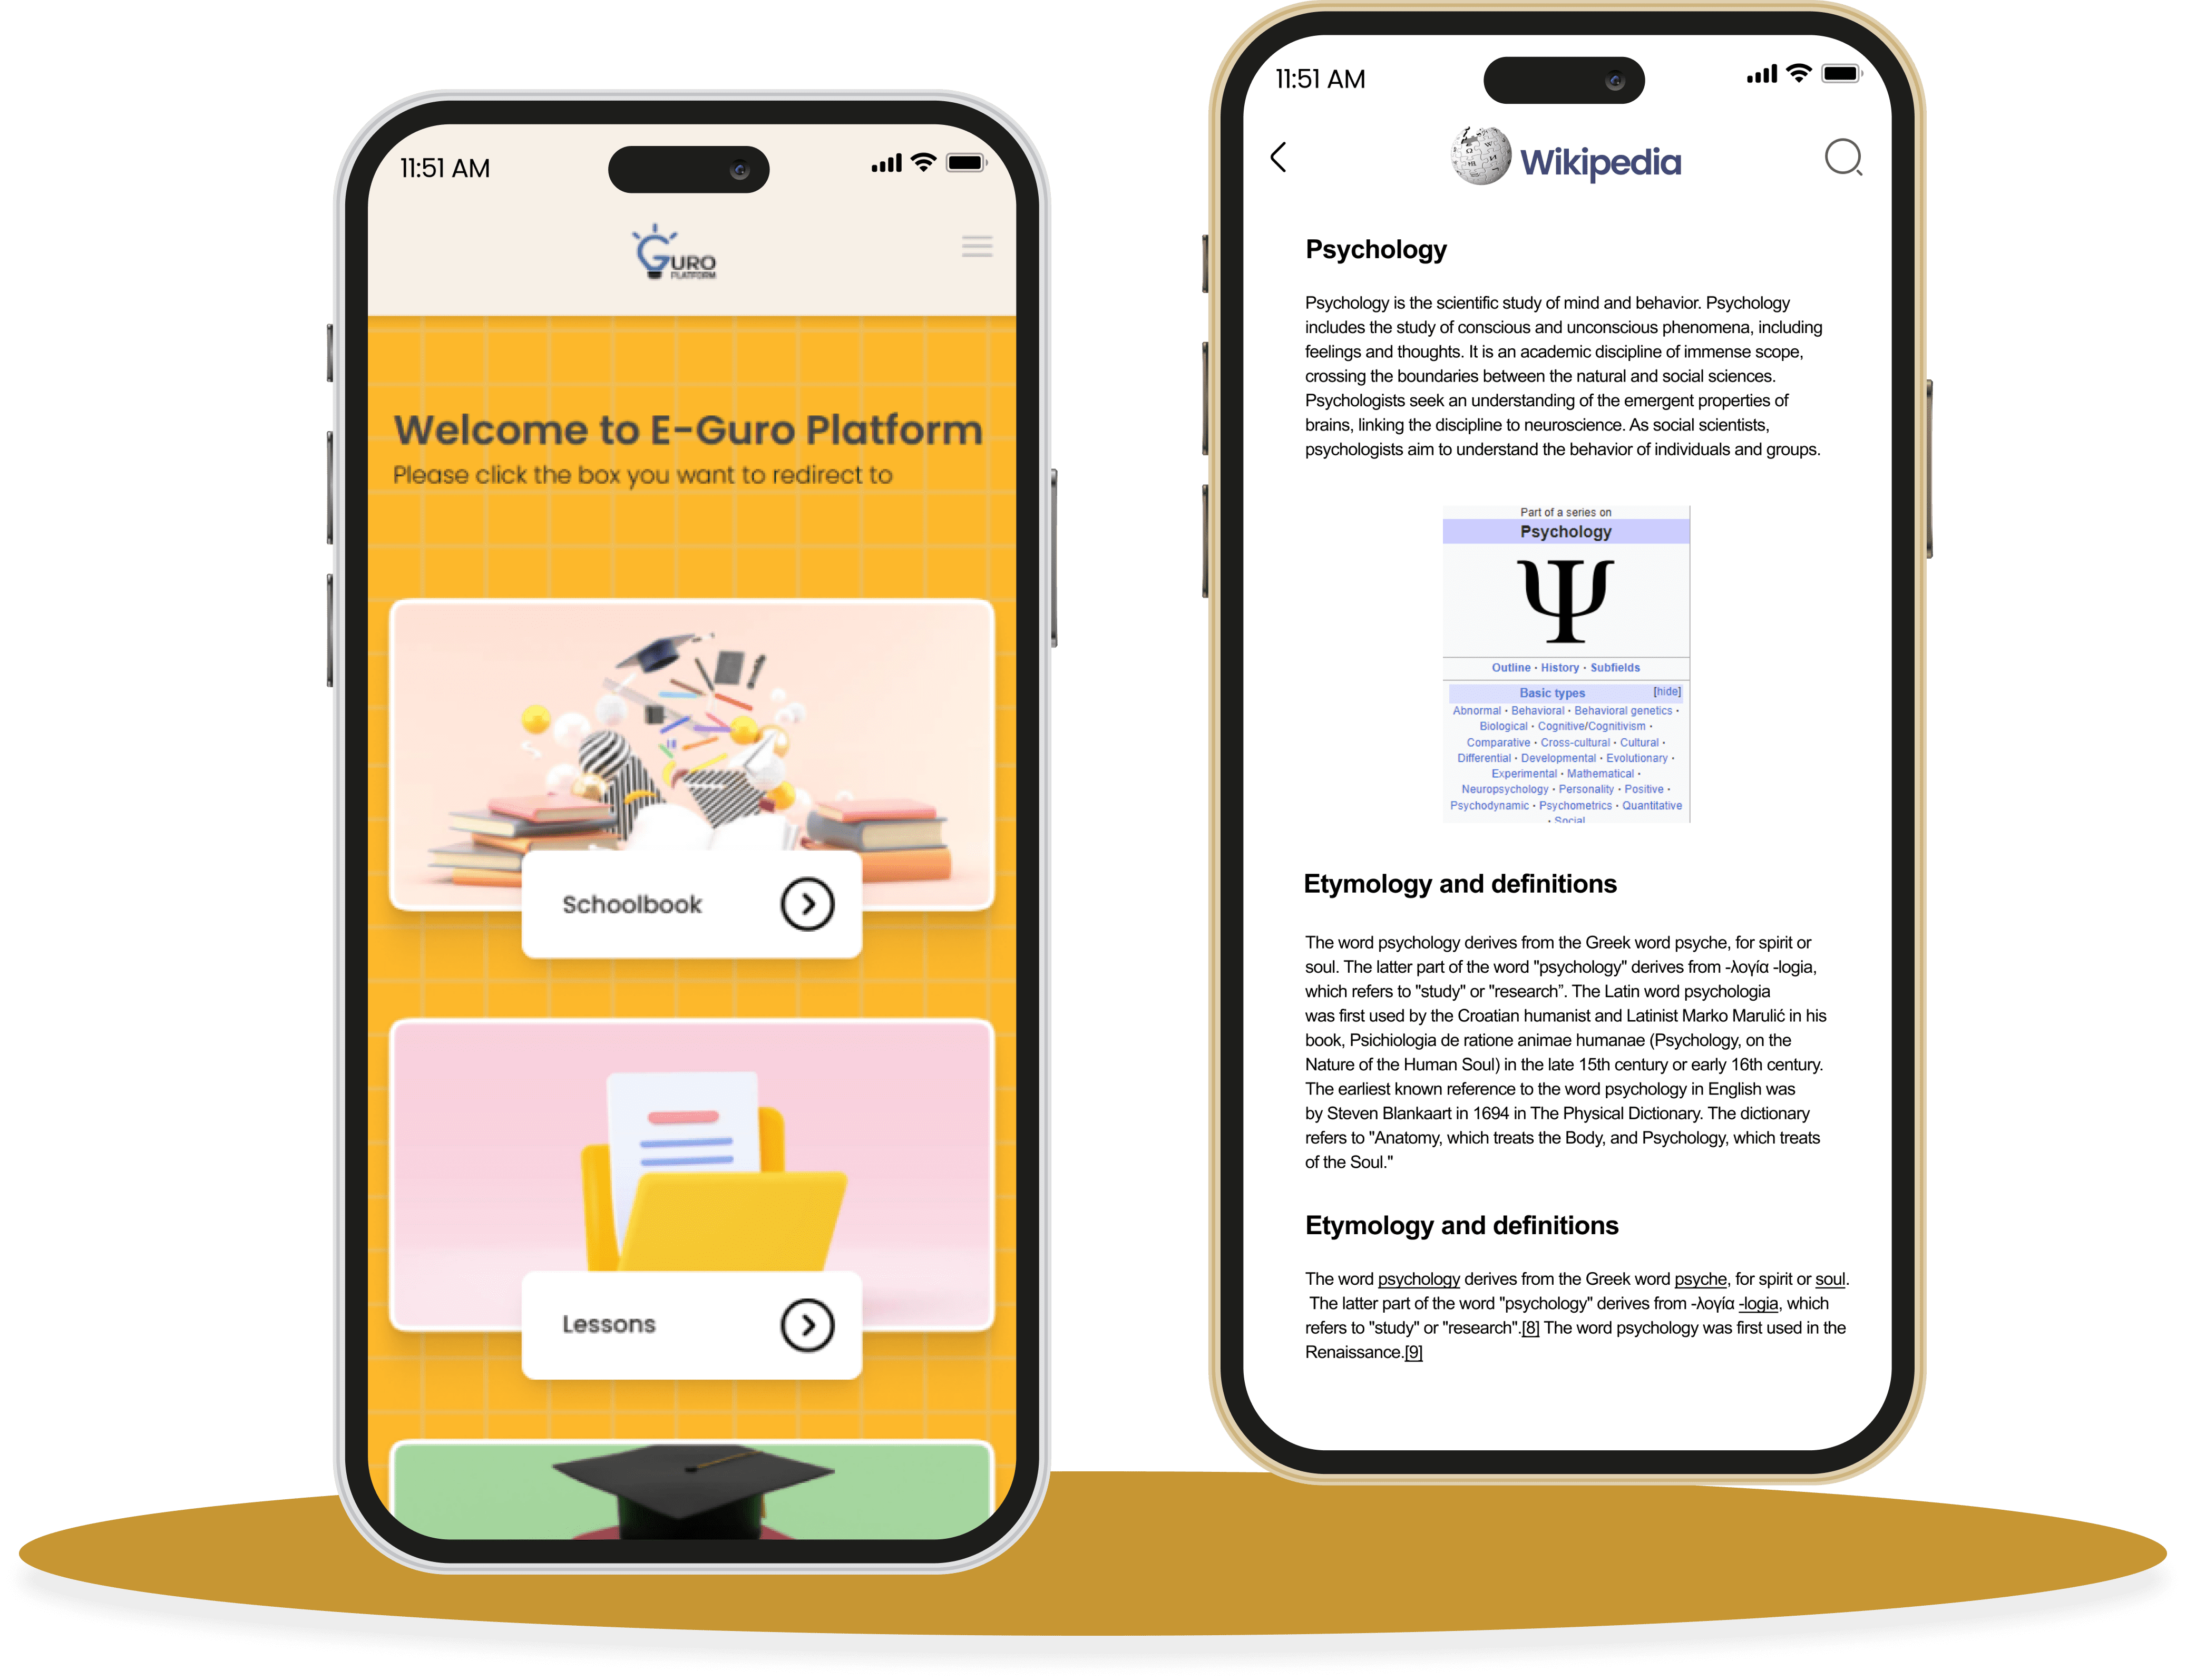 11:51 AM
GURO
PLATFORM
Welcome to E-Guro Platform
Please click the box you want to redirect to
Schoolbook
Lessons
11:51 AM
Wikipedia
Psychology
Psychology is the scientific study of mind and behavior. Psychology
includes the study of conscious and unconscious phenomena, including
feelings and thoughts. It is an academic discipline of immense scope,
crossing the boundaries between the natural and social sciences.
Psychologists seek an understanding of the emergent properties of
brains, linking the discipline to neuroscience. As social scientists,
psychologists aim to understand the behavior of individuals and groups.
Part of a series on
Psychology
Ψ
Outline · History · Subfields
Basic types [hide]
Abnormal · Behavioral · Behavioral genetics ·
Biological · Cognitive/Cognitivism ·
Comparative · Cross-cultural · Cultural ·
Differential · Developmental · Evolutionary ·
Experimental · Mathematical ·
Neuropsychology · Personality · Positive ·
Psychodynamic · Psychometrics · Quantitative
· Social
Etymology and definitions
The word psychology derives from the Greek word psyche, for spirit or
soul. The latter part of the word "psychology" derives from -λογία -logia,
which refers to "study" or "research”. The Latin word psychologia
was first used by the Croatian humanist and Latinist Marko Marulić in his
book, Psichiologia de ratione animae humanae (Psychology, on the
Nature of the Human Soul) in the late 15th century or early 16th century.
The earliest known reference to the word psychology in English was
by Steven Blankaart in 1694 in The Physical Dictionary. The dictionary
refers to "Anatomy, which treats the Body, and Psychology, which treats
of the Soul."
Etymology and definitions
The word psychology derives from the Greek word psyche, for spirit or soul.
The latter part of the word "psychology" derives from -λογία -logia, which
refers to "study" or "research".[8] The word psychology was first used in the
Renaissance.[9]